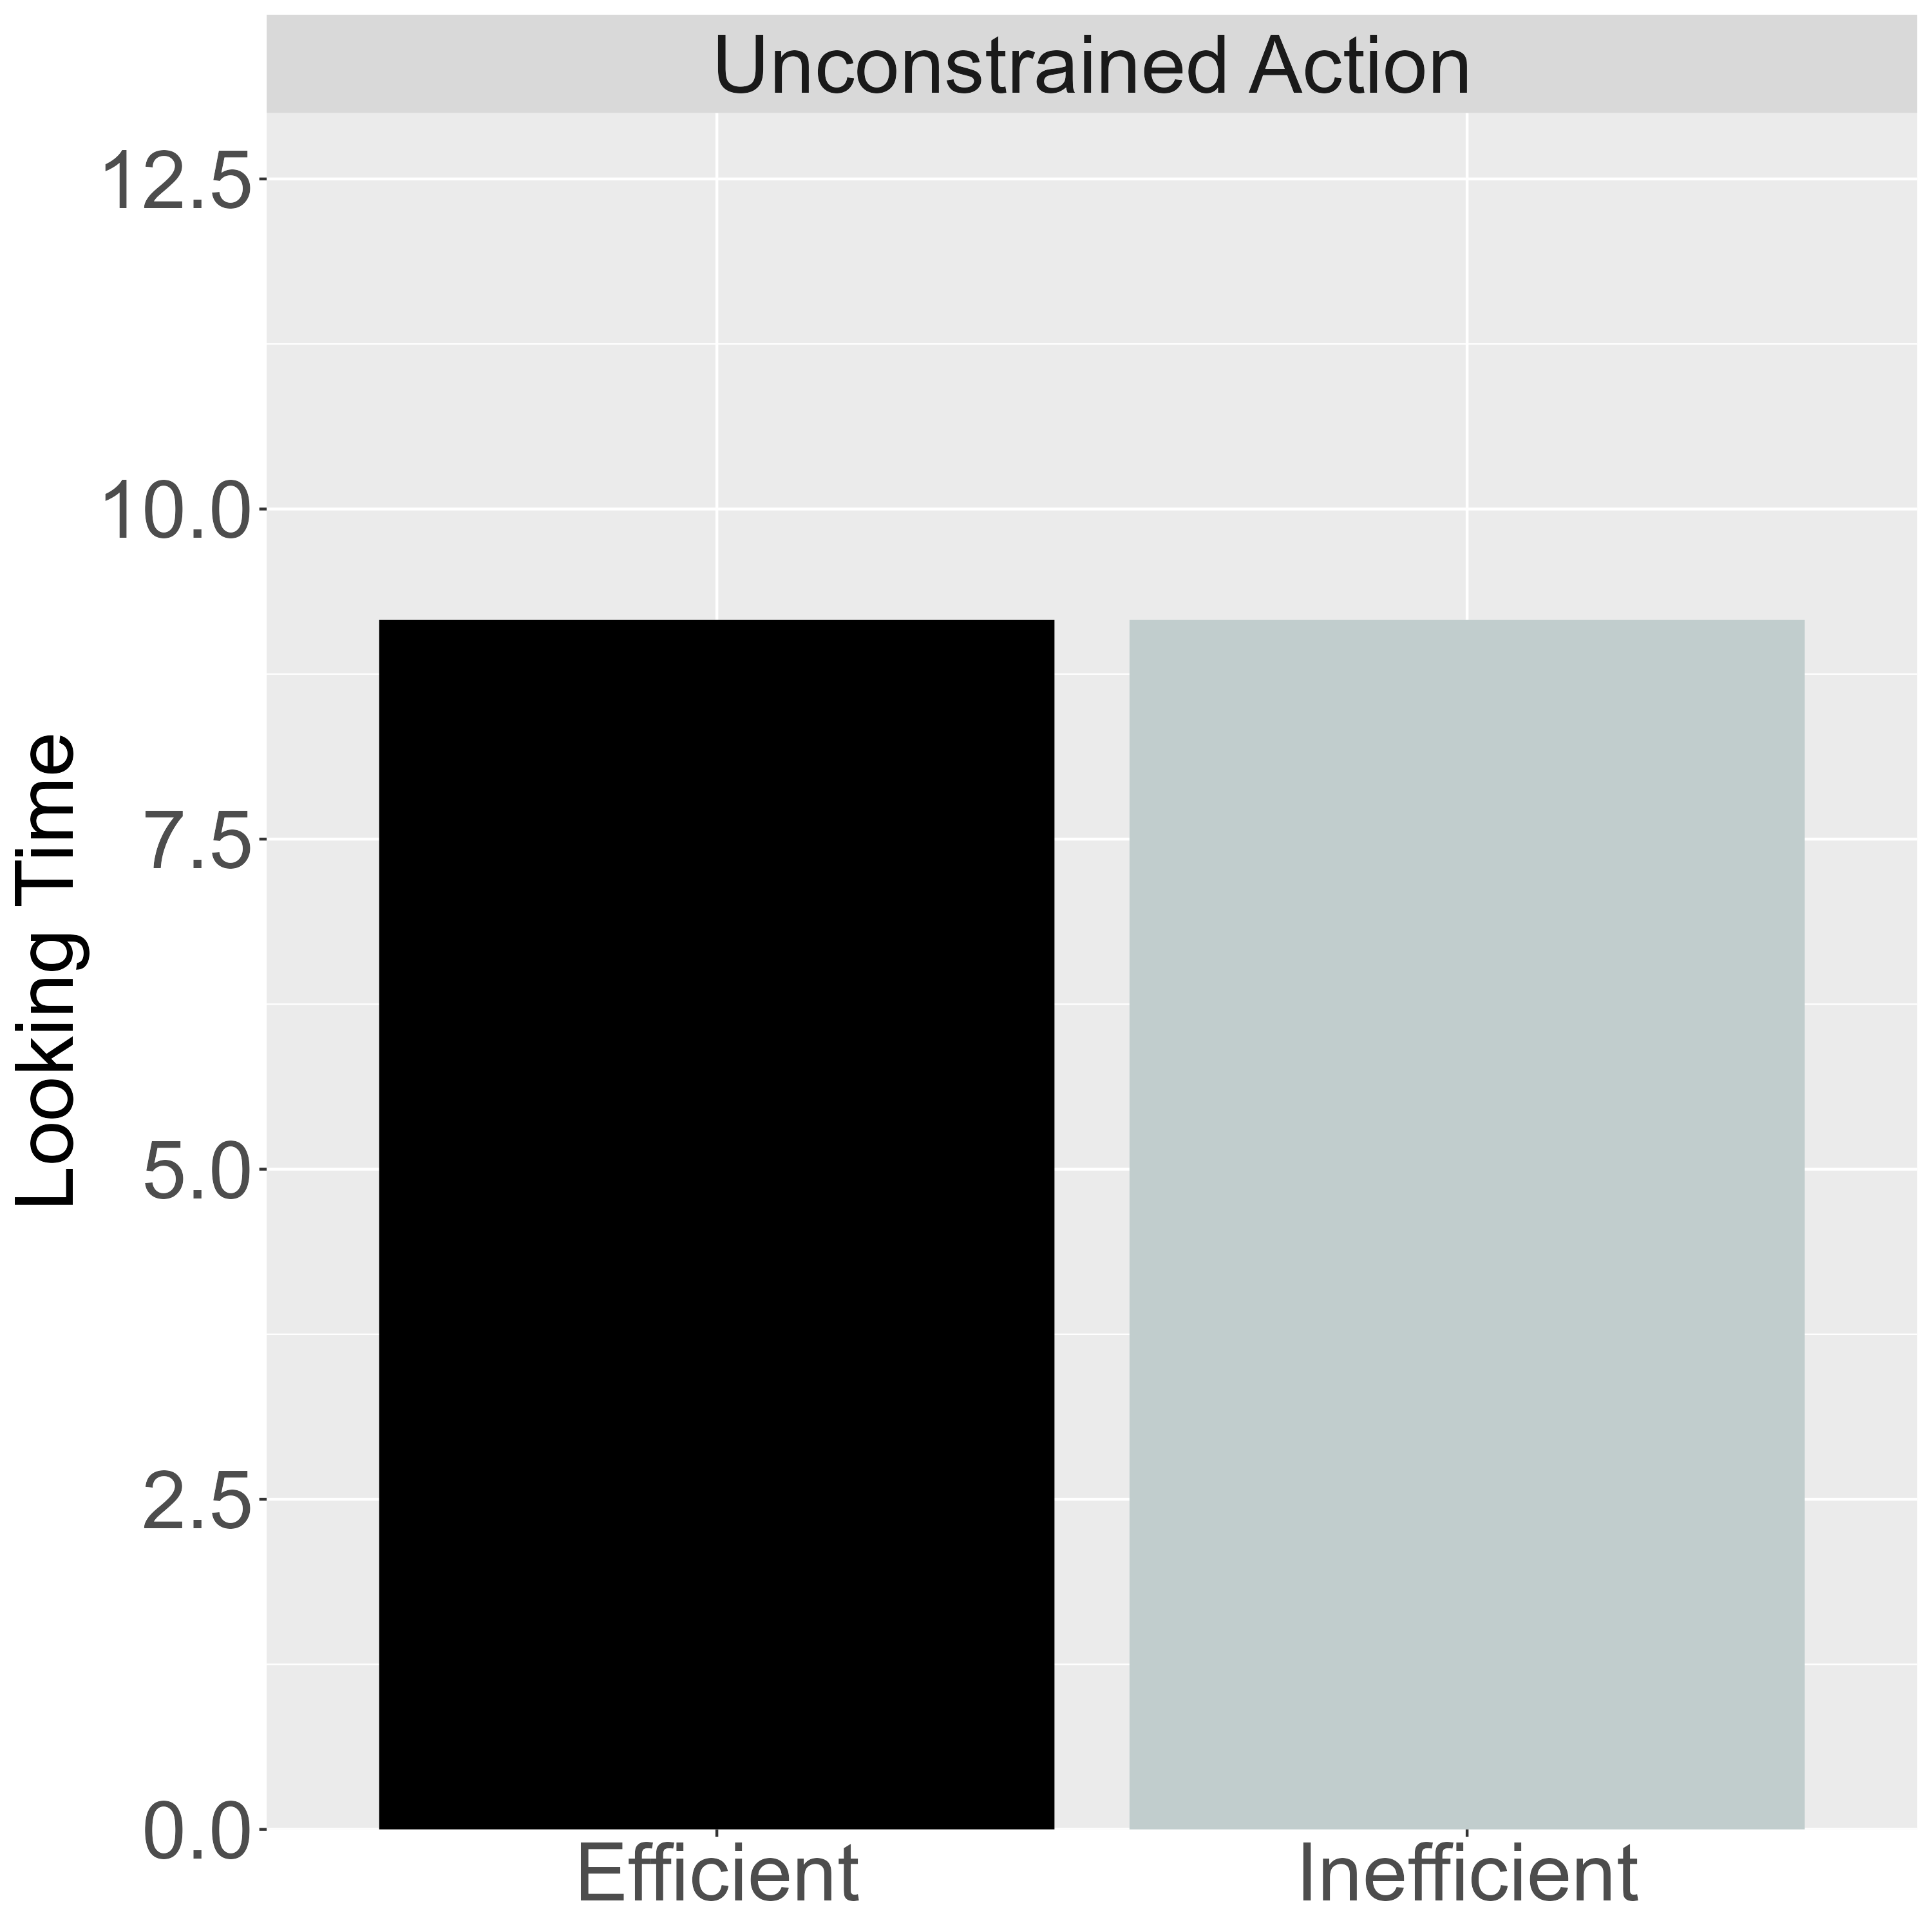 Unconstrained Action
12.5
10.0
7.5
5.0
2.5
0.0
Looking Time
Efficient Inefficient